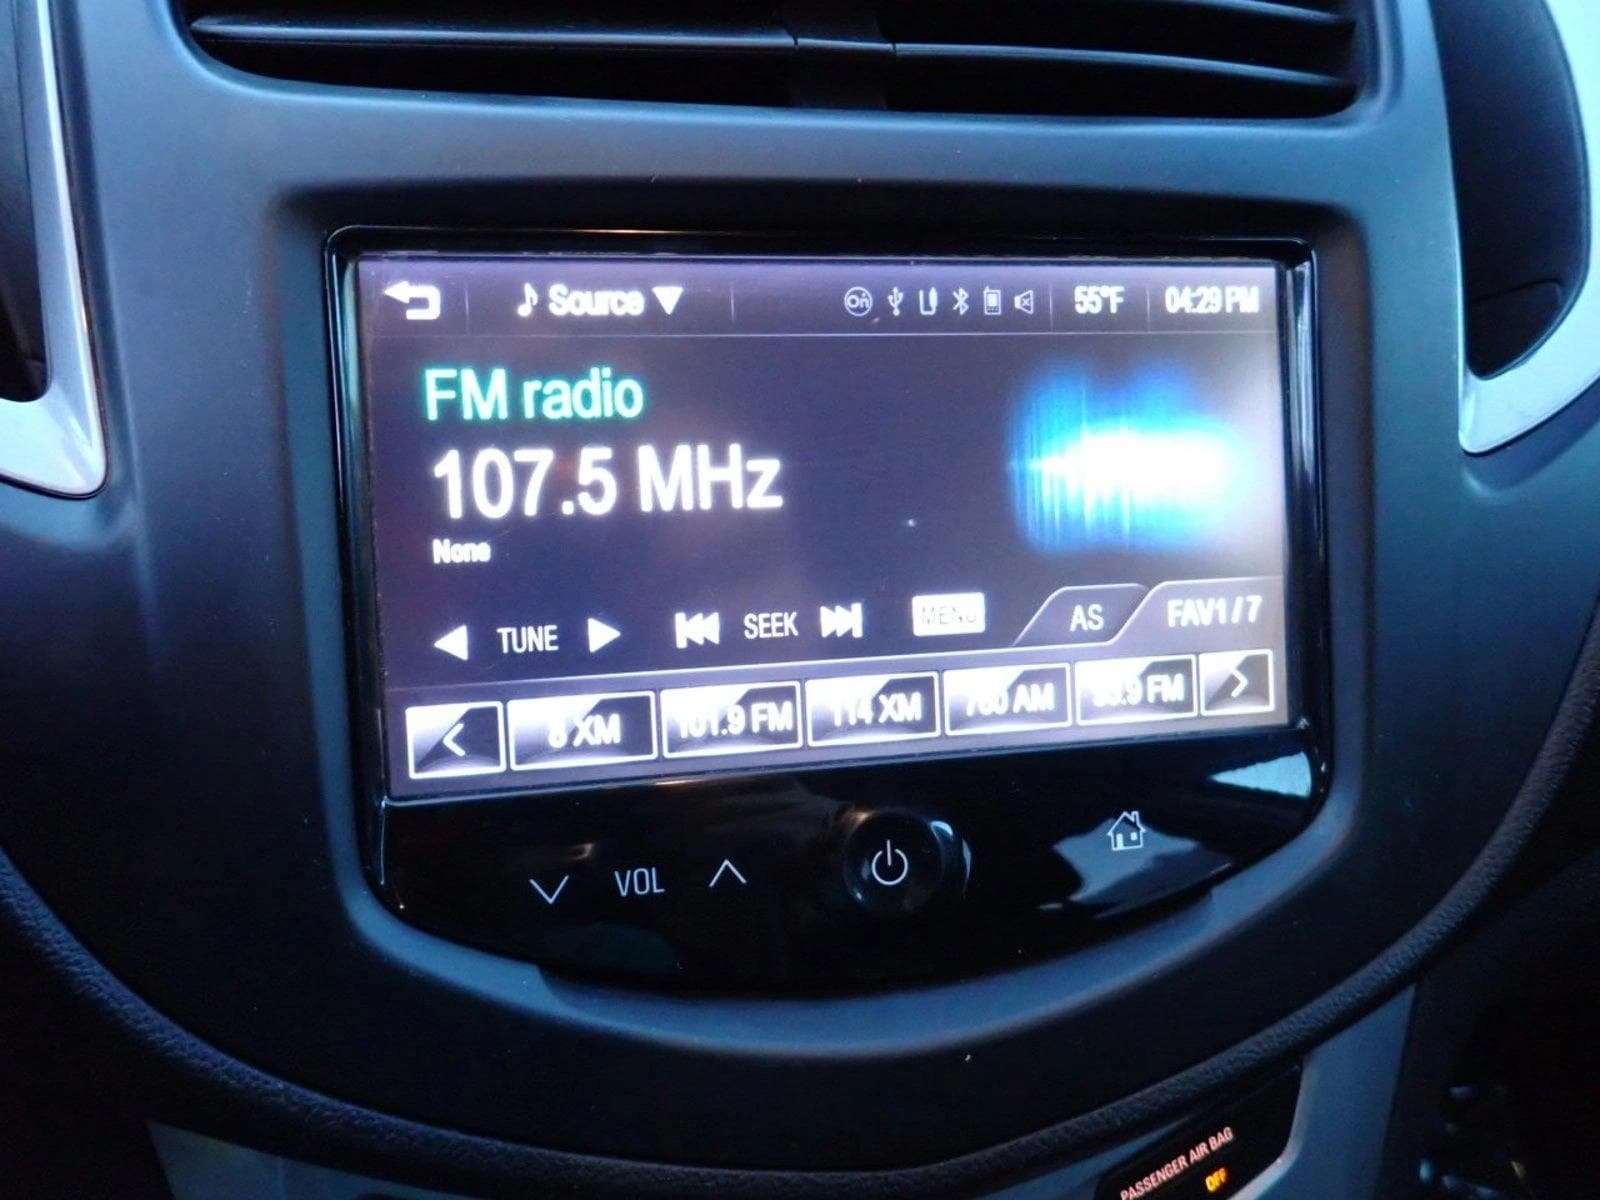 Source 55°F 04:29 PM
FM radio
107.5 MHz
None
TUNE SEEK MENU AS FAV1/7
8 XM 101.9 FM 114 XM 760 AM FM
VOL
PASSENGER AIR BAG
OFF